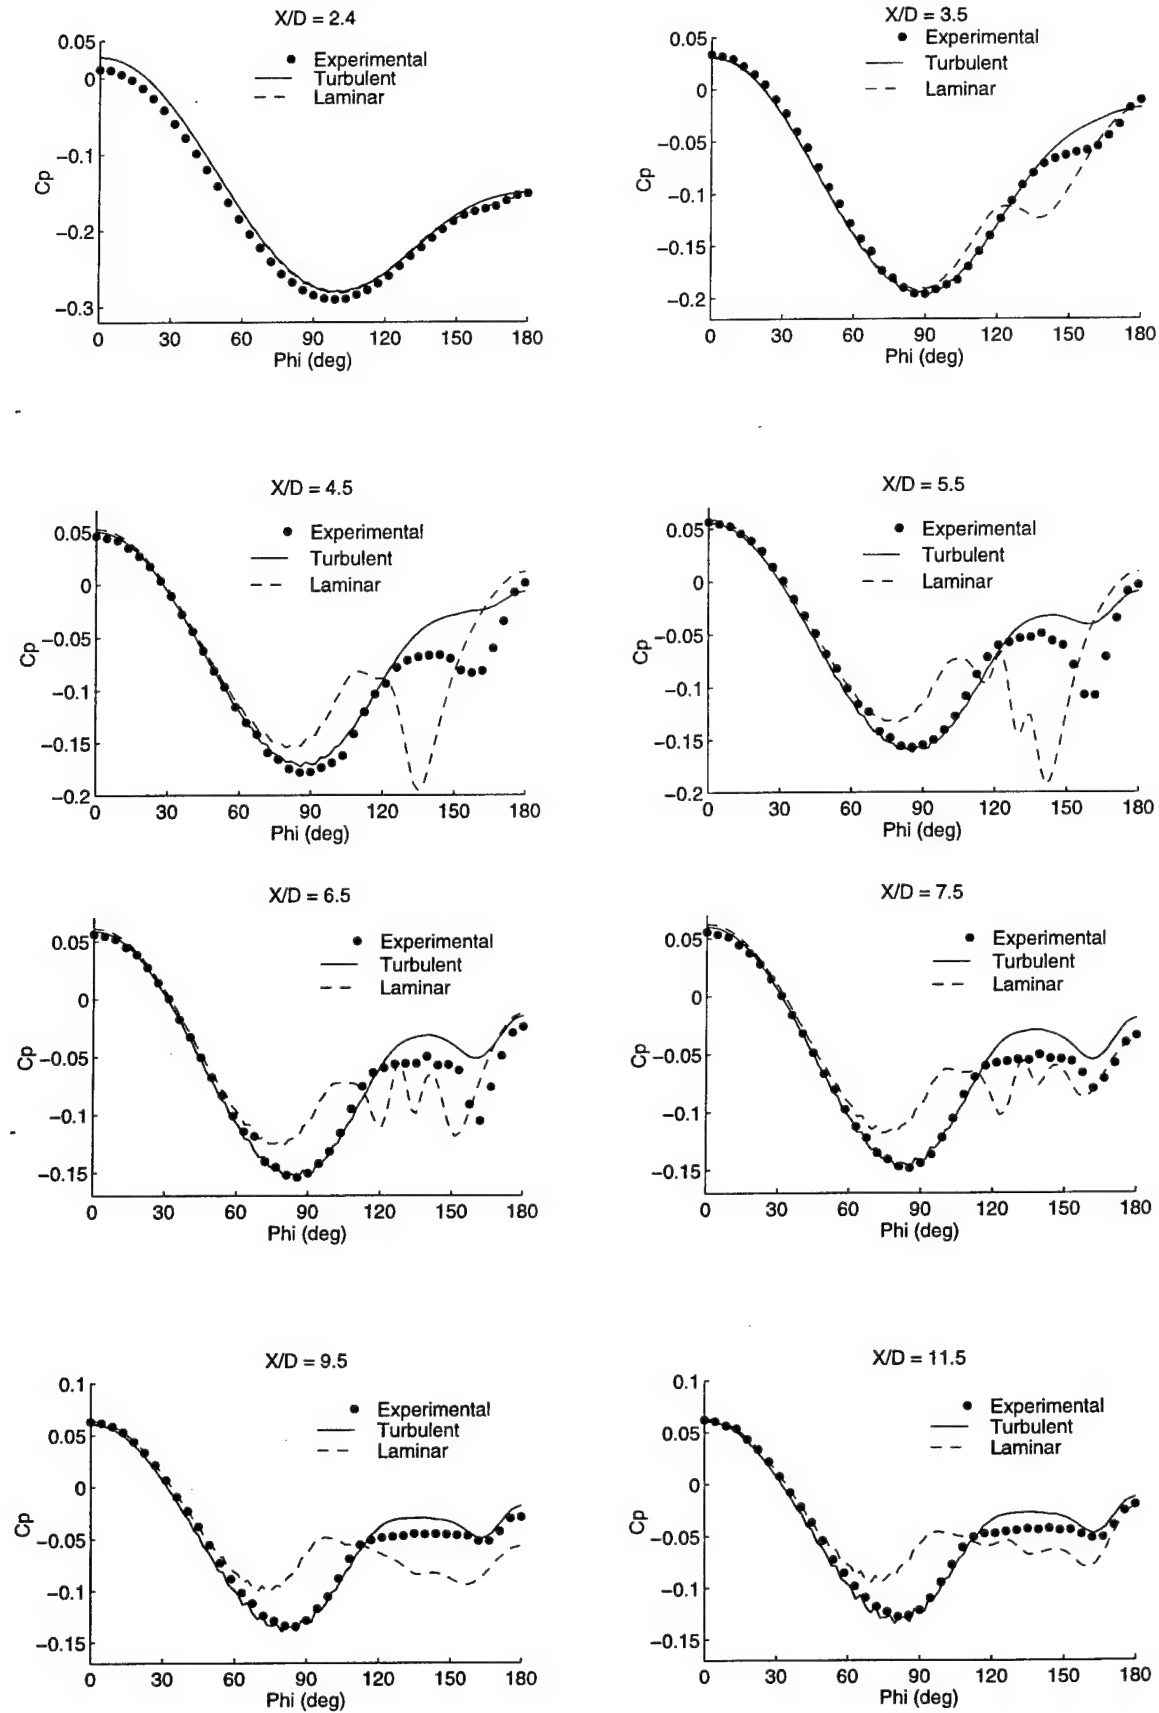 X/D = 2.4
0.05
0
−0.1
−0.2
−0.3
Cp
Experimental
Turbulent
Laminar
0 30 60 90 120 150 180
Phi (deg)
X/D = 3.5
0.05
0
−0.05
−0.1
−0.15
−0.2
Cp
Experimental
Turbulent
Laminar
0 30 60 90 120 150 180
Phi (deg)
X/D = 4.5
0.05
0
−0.05
−0.1
−0.15
−0.2
Cp
Experimental
Turbulent
Laminar
0 30 60 90 120 150 180
Phi (deg)
X/D = 5.5
0.05
0
−0.05
−0.1
−0.15
−0.2
Cp
Experimental
Turbulent
Laminar
0 30 60 90 120 150 180
Phi (deg)
X/D = 6.5
0.05
0
−0.05
−0.1
−0.15
Cp
Experimental
Turbulent
Laminar
0 30 60 90 120 150 180
Phi (deg)
X/D = 7.5
0.05
0
−0.05
−0.1
−0.15
Cp
Experimental
Turbulent
Laminar
0 30 60 90 120 150 180
Phi (deg)
X/D = 9.5
0.1
0.05
0
−0.05
−0.1
−0.15
Cp
Experimental
Turbulent
Laminar
0 30 60 90 120 150 180
Phi (deg)
X/D = 11.5
0.1
0.05
0
−0.05
−0.1
−0.15
Cp
Experimental
Turbulent
Laminar
0 30 60 90 120 150 180
Phi (deg)